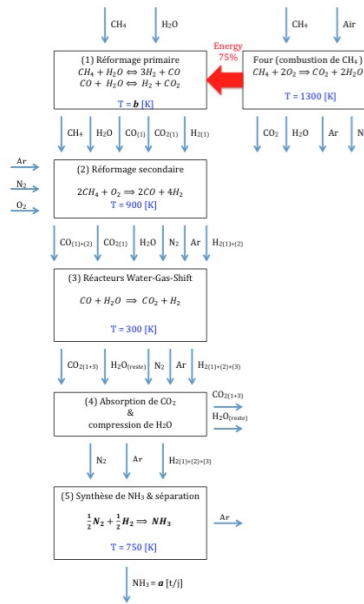 CH₄ H₂O CH₄ Air
Energy
75%
(1) Réformage primaire
CH₄ + H₂O ⇔ 3H₂ + CO
CO + H₂O ⇔ H₂ + CO₂
T = b [K]
Four (combustion de CH₄)
CH₄ + 2O₂ ⇒ CO₂ + 2H₂O
T = 1300 [K]
CH₄ H₂O CO₍₁₎ CO₂₍₁₎ H₂₍₁₎
CO₂ H₂O Ar N
Ar
N₂
O₂
(2) Réformage secondaire
2CH₄ + O₂ ⇒ 2CO + 4H₂
T = 900 [K]
CO₍₁₎₊₍₂₎ CO₂₍₁₎ H₂O N₂ Ar H₂₍₁₎₊₍₂₎
(3) Réacteurs Water-Gas-Shift
CO + H₂O ⇒ CO₂ + H₂
T = 300 [K]
CO₂₍₁₊₃₎ H₂O(reste) N₂ Ar H₂₍₁₎₊₍₂₎₊₍₃₎
(4) Absorption de CO₂
&
compression de H₂O
CO₂₍₁₊₃₎
H₂O(reste)
N₂ Ar H₂₍₁₎₊₍₂₎₊₍₃₎
(5) Synthèse de NH₃ & séparation
½N₂ + ½H₂ ⇒ NH₃
T = 750 [K]
Ar
NH₃ = a [t/j]